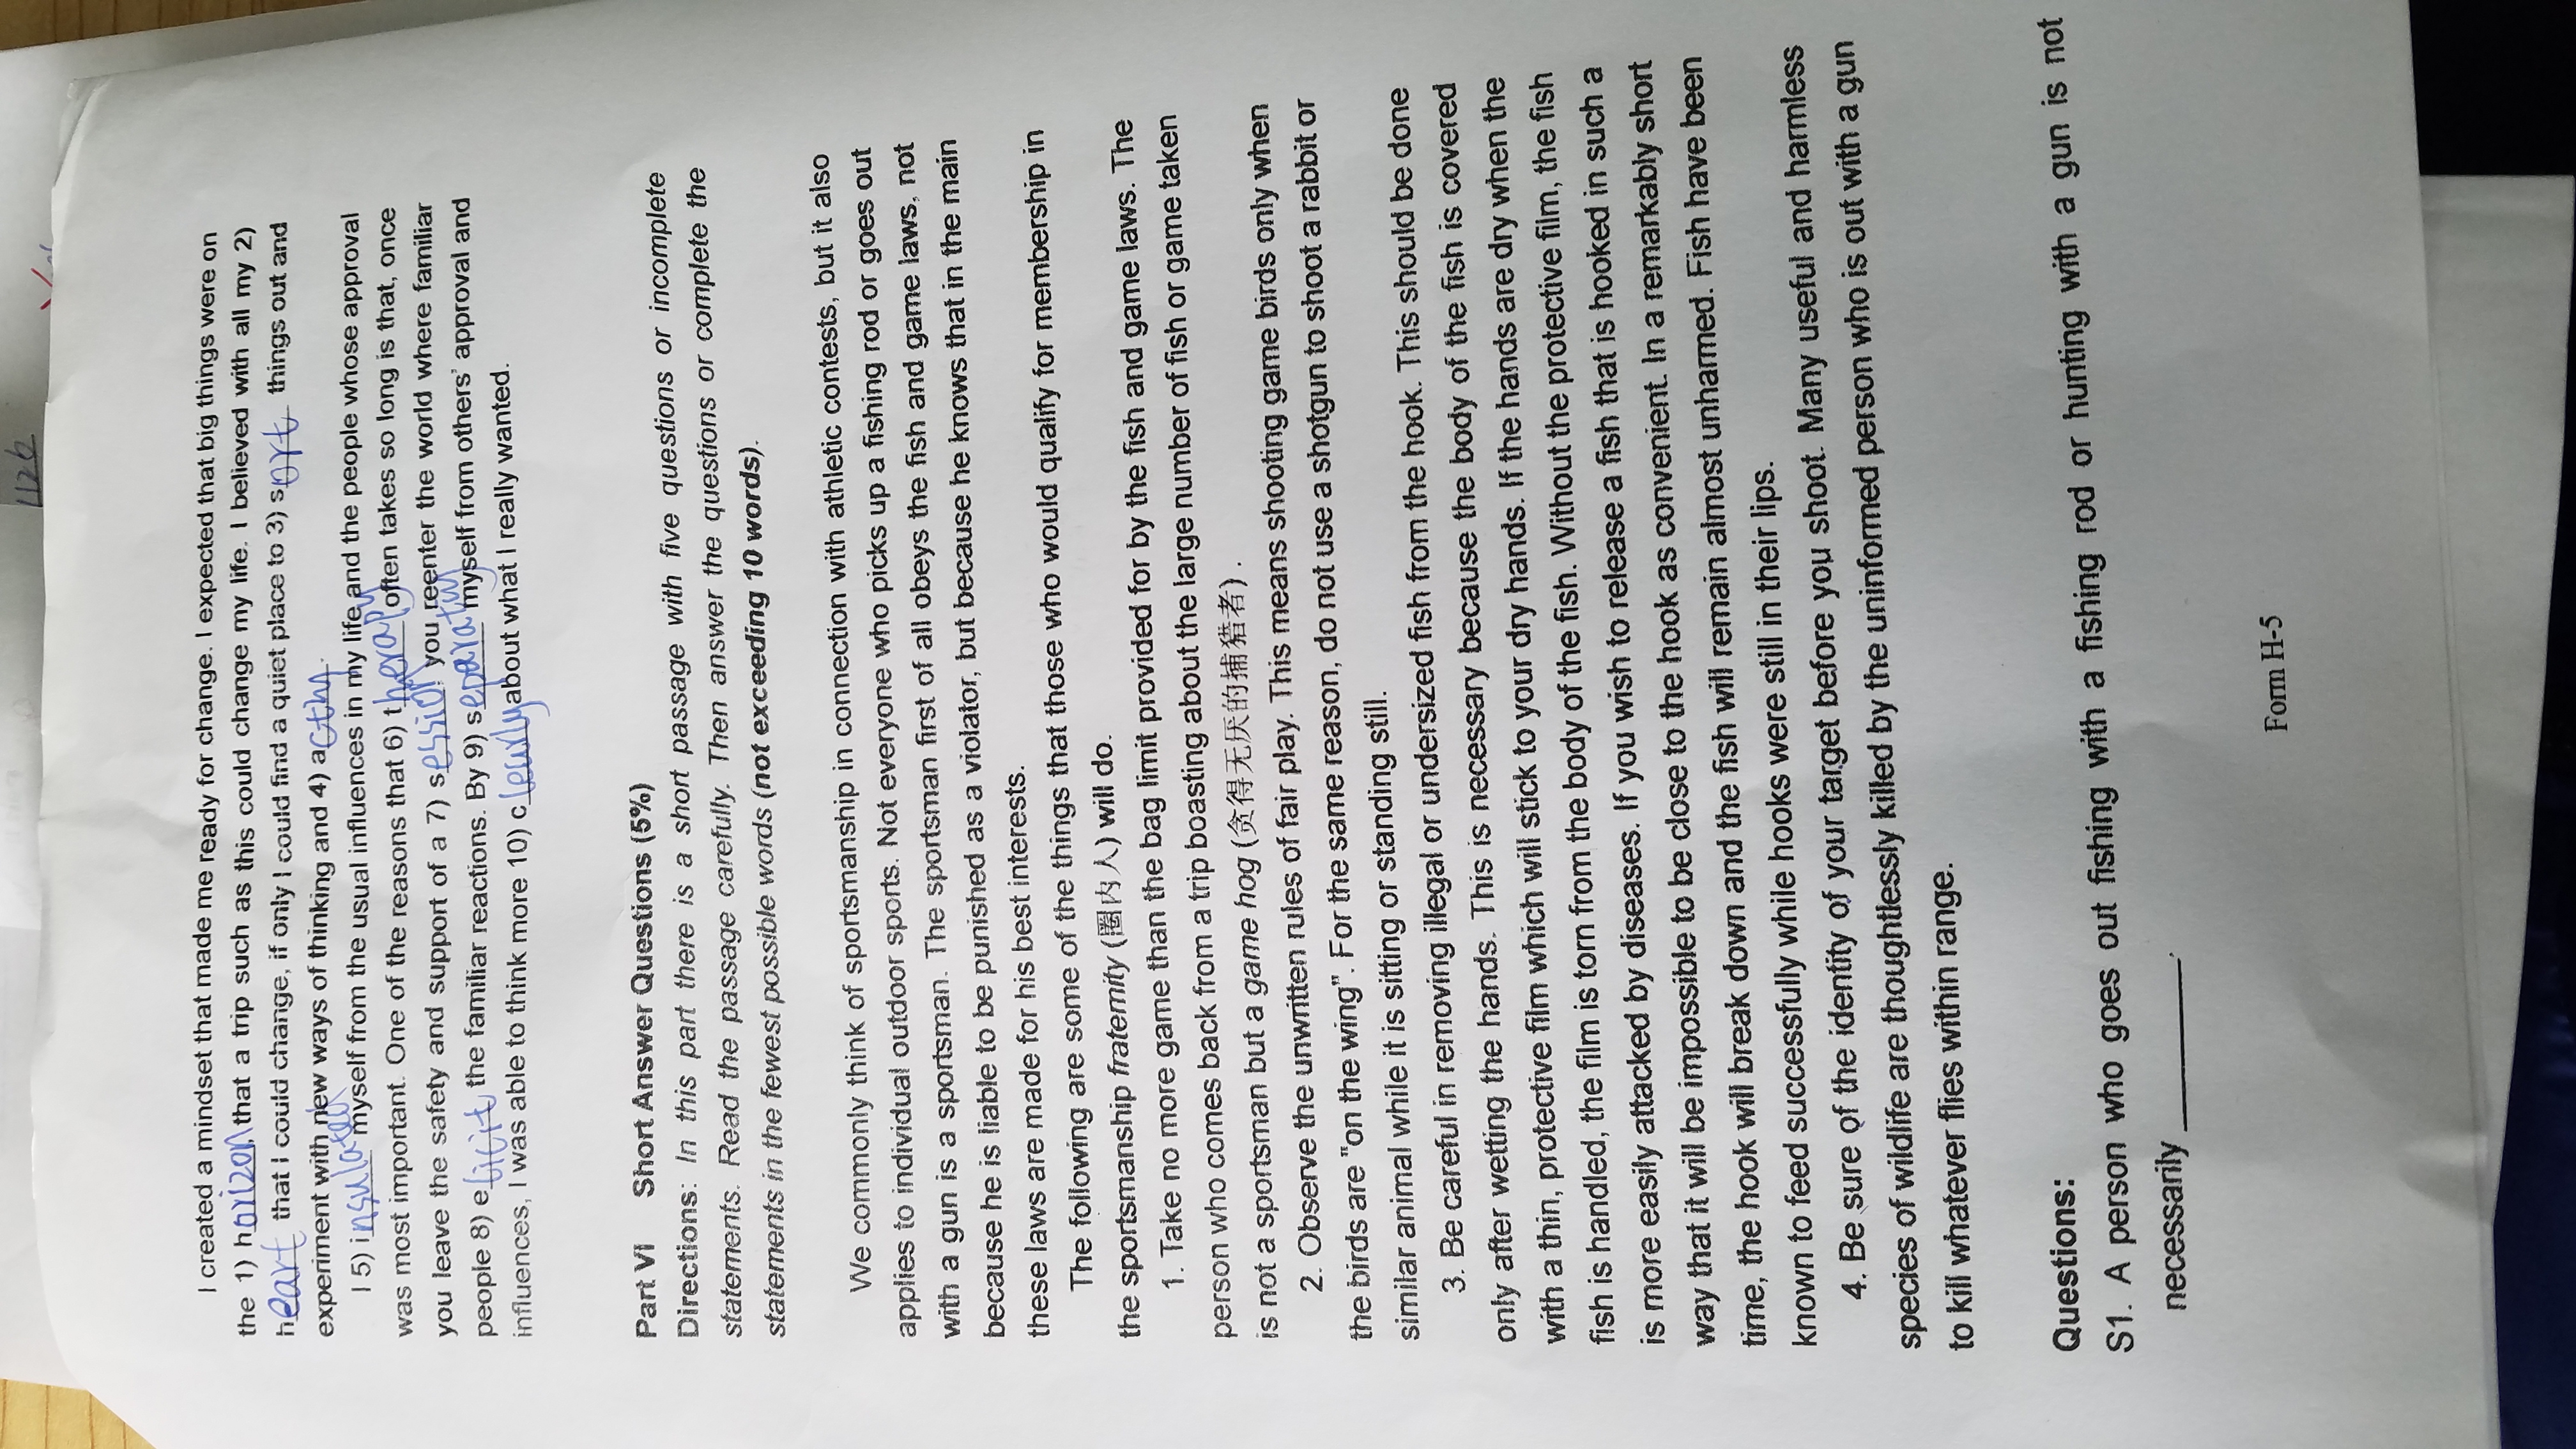 1126
I created a mindset that made me ready for change. I expected that big things were on
the 1) horizon, that a trip such as this could change my life. I believed with all my 2)
heart that I could change, if only I could find a quiet place to 3) sort things out and
experiment with new ways of thinking and 4) a
I 5) insulated myself from the usual influences in my life and the people whose approval
was most important. One of the reasons that 6) therapy often takes so long is that, once
you leave the safety and support of a 7) session, you reenter the world where familiar
people 8) elicit the familiar reactions. By 9) myself from others' approval and
influences, I was able to think more 10) clearly about what I really wanted.
Part VI Short Answer Questions (5%)
Directions: In this part there is a short passage with five questions or incomplete
statements. Read the passage carefully. Then answer the questions or complete the
statements in the fewest possible words (not exceeding 10 words).
We commonly think of sportsmanship in connection with athletic contests, but it also
applies to individual outdoor sports. Not everyone who picks up a fishing rod or goes out
with a gun is a sportsman. The sportsman first of all obeys the fish and game laws, not
because he is liable to be punished as a violator, but because he knows that in the main
these laws are made for his best interests.
The following are some of the things that those who would qualify for membership in
the sportsmanship fraternity (圈内人) will do.
1. Take no more game than the bag limit provided for by the fish and game laws. The
person who comes back from a trip boasting about the large number of fish or game taken
is not a sportsman but a game hog (贪得无厌的捕猎者) .
2. Observe the unwritten rules of fair play. This means shooting game birds only when
the birds are "on the wing". For the same reason, do not use a shotgun to shoot a rabbit or
similar animal while it is sitting or standing still.
3. Be careful in removing illegal or undersized fish from the hook. This should be done
only after wetting the hands. This is necessary because the body of the fish is covered
with a thin, protective film which will stick to your dry hands. If the hands are dry when the
fish is handled, the film is torn from the body of the fish. Without the protective film, the fish
is more easily attacked by diseases. If you wish to release a fish that is hooked in such a
way that it will be impossible to be close to the hook as convenient. In a remarkably short
time, the hook will break down and the fish will remain almost unharmed. Fish have been
known to feed successfully while hooks were still in their lips.
4. Be sure of the identity of your target before you shoot. Many useful and harmless
species of wildlife are thoughtlessly killed by the uninformed person who is out with a gun
to kill whatever flies within range.
Questions:
S1. A person who goes out fishing with a fishing rod or hunting with a gun is not
necessarily ________.
Form H-5